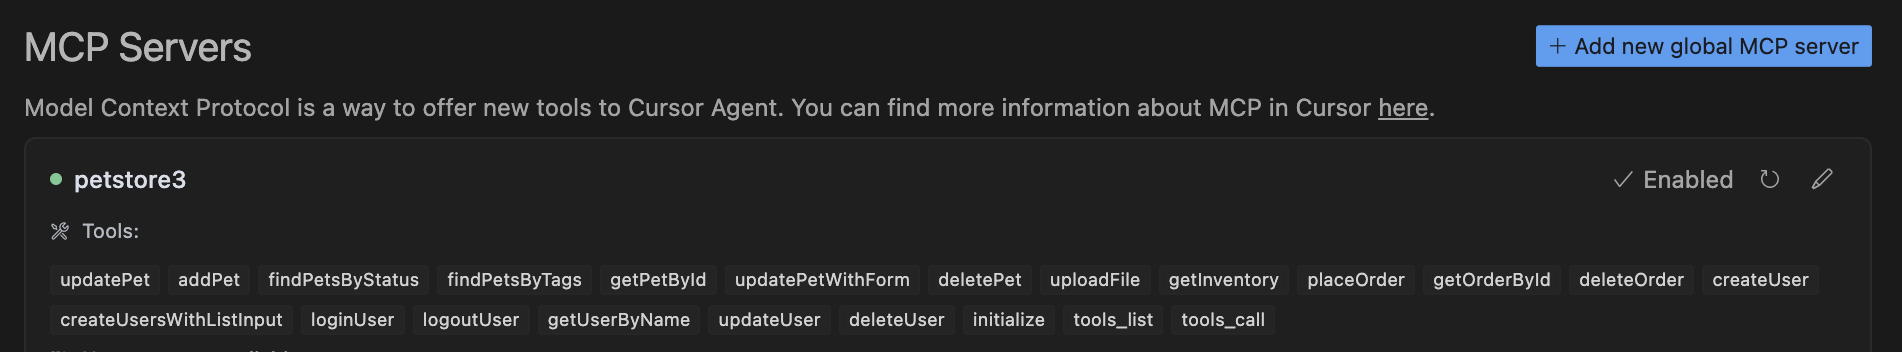 MCP Servers
+ Add new global MCP server
Model Context Protocol is a way to offer new tools to Cursor Agent. You can find more information about MCP in Cursor here.
petstore3
Enabled
Tools:
updatePet addPet findPetsByStatus findPetsByTags getPetById updatePetWithForm deletePet uploadFile getInventory placeOrder getOrderById deleteOrder createUser
createUsersWithListInput loginUser logoutUser getUserByName updateUser deleteUser initialize tools_list tools_call